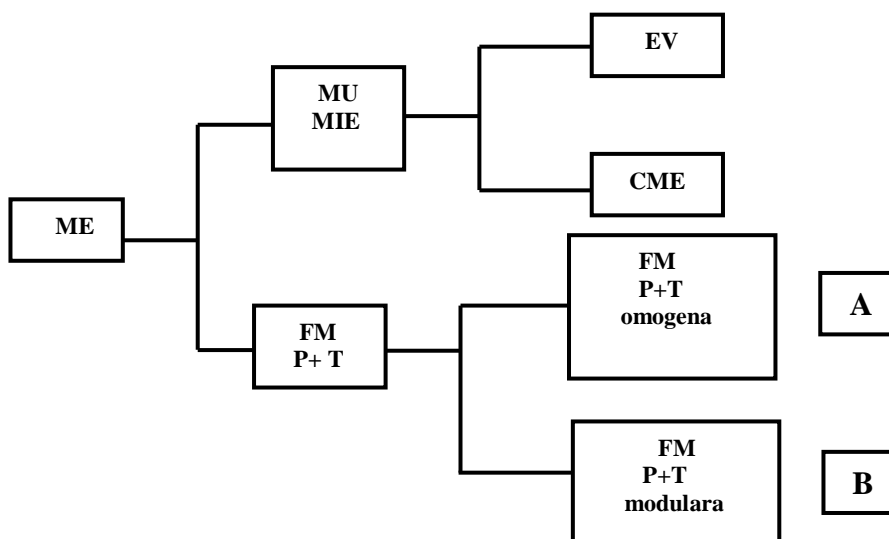 EV
MU
MIE
CME
ME
FM
P+T
omogena
A
FM
P+ T
FM
P+T
modulara
B